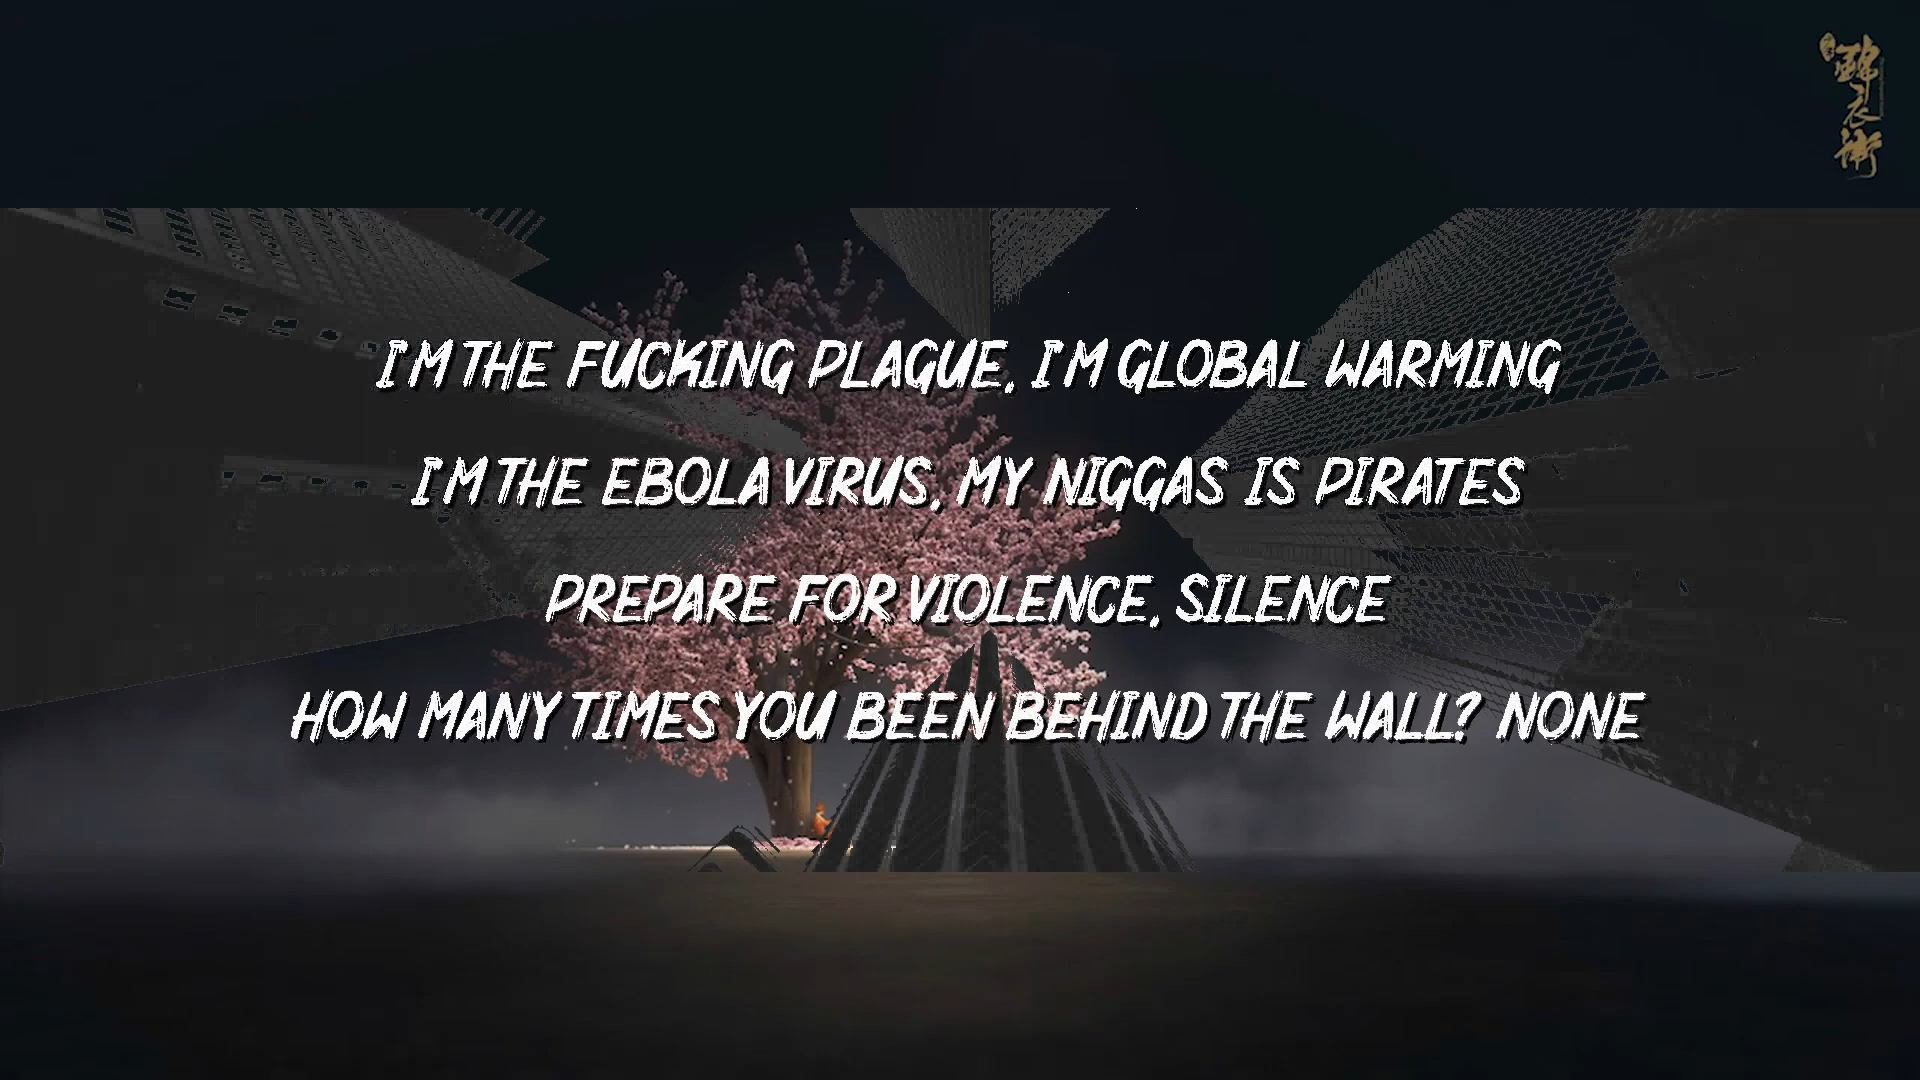 I'M THE FUCKING PLAGUE, I'M GLOBAL WARMING
I'M THE EBOLA VIRUS, MY NIGGAS IS PIRATES
PREPARE FOR VIOLENCE, SILENCE
HOW MANY TIMES YOU BEEN BEHIND THE WALL? NONE